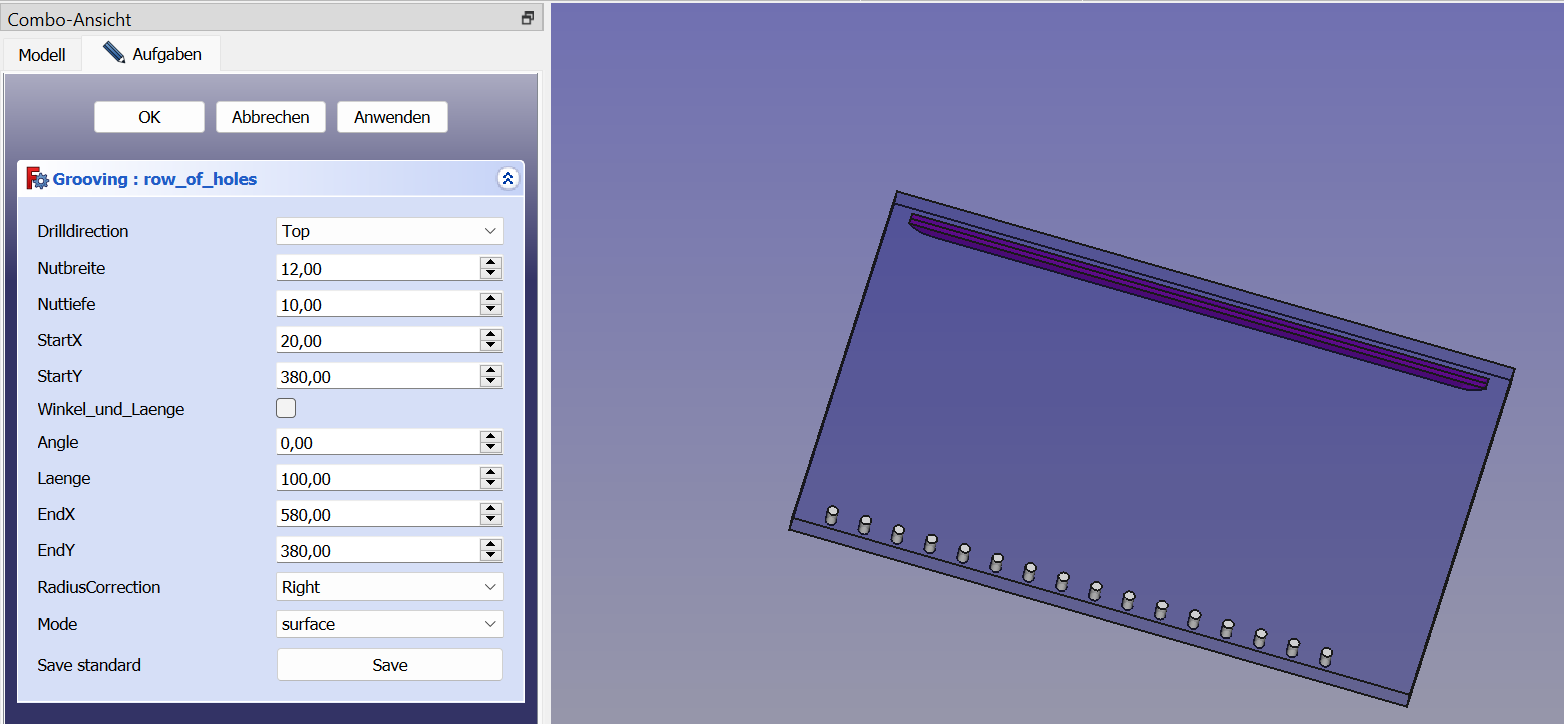 Combo-Ansicht
Modell Aufgaben
OK Abbrechen Anwenden
Grooving : row_of_holes
Drilldirection Top
Nutbreite 12,00
Nuttiefe 10,00
StartX 20,00
StartY 380,00
Winkel_und_Laenge
Angle 0,00
Laenge 100,00
EndX 580,00
EndY 380,00
RadiusCorrection Right
Mode surface
Save standard Save